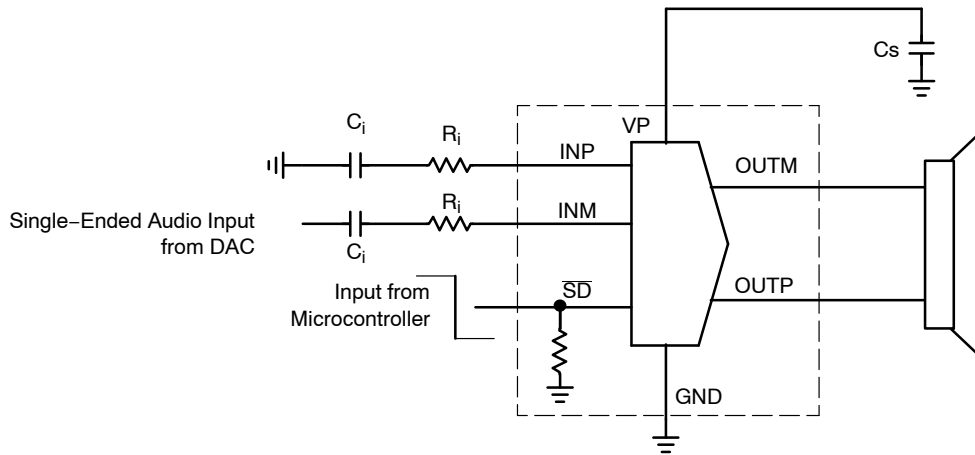 Cs
VP
Ci
Ri
INP
OUTM
Single−Ended Audio Input
from DAC
Ci
Ri
INM
Input from
Microcontroller
SD
OUTP
GND